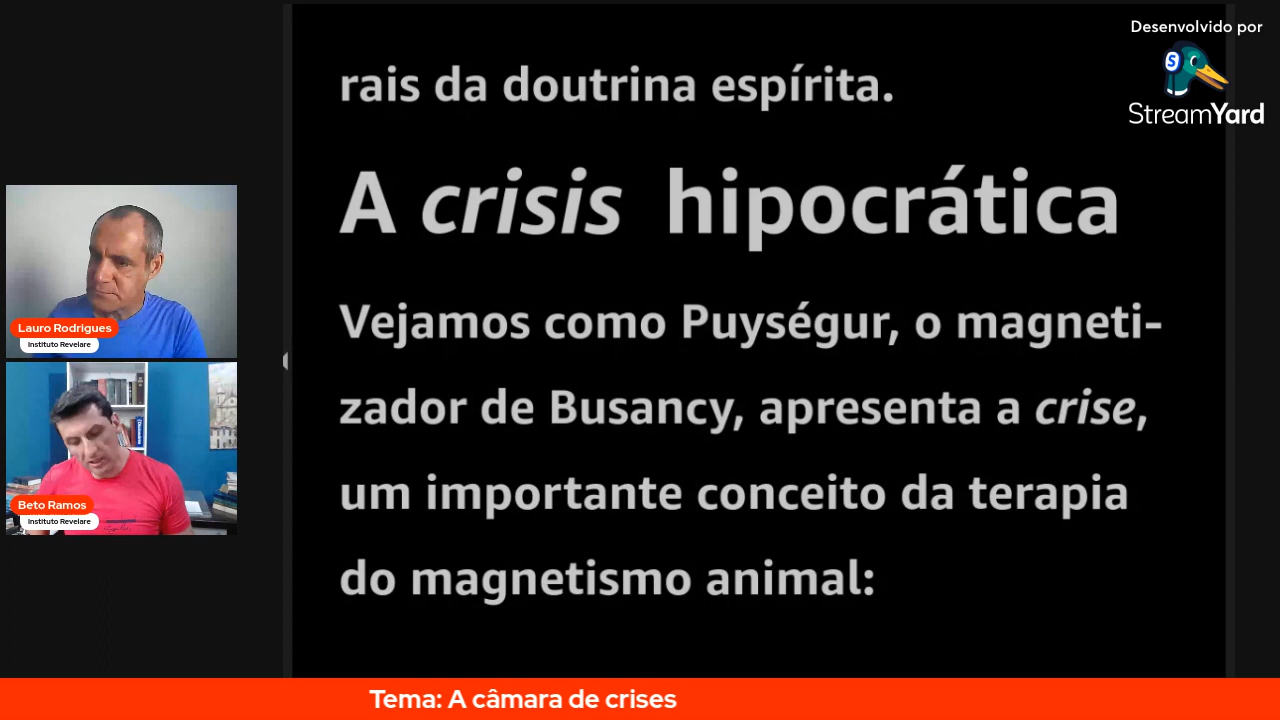 Desenvolvido por
StreamYard
rais da doutrina espírita.
A crisis hipocrática
Vejamos como Puységur, o magneti-
zador de Busancy, apresenta a crise,
um importante conceito da terapia
do magnetismo animal:
Lauro Rodrigues
Instituto Revelare
Beto Ramos
Instituto Revelare
Tema: A câmara de crises